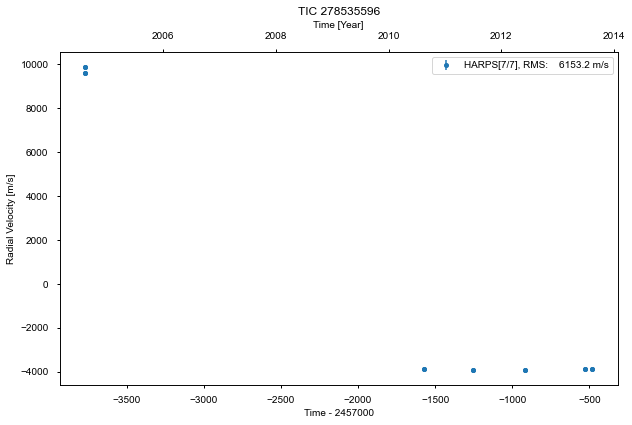 TIC 278535596
Time [Year]
2006 2008 2010 2012 2014
HARPS[7/7], RMS: 6153.2 m/s
10000
8000
6000
4000
2000
0
−2000
−4000
Radial Velocity [m/s]
−3500 −3000 −2500 −2000 −1500 −1000 −500
Time - 2457000